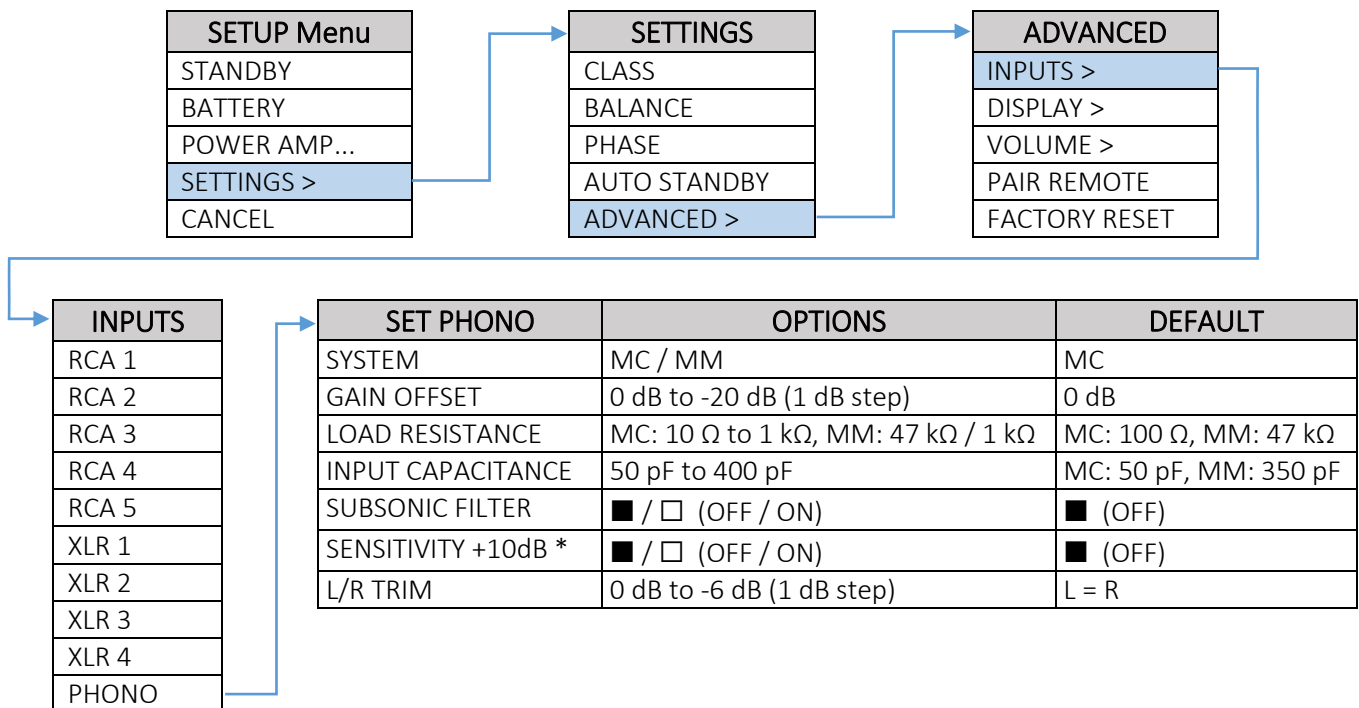 SETUP Menu
STANDBY
BATTERY
POWER AMP...
SETTINGS >
CANCEL
SETTINGS
CLASS
BALANCE
PHASE
AUTO STANDBY
ADVANCED >
ADVANCED
INPUTS >
DISPLAY >
VOLUME >
PAIR REMOTE
FACTORY RESET
INPUTS
RCA 1
RCA 2
RCA 3
RCA 4
RCA 5
XLR 1
XLR 2
XLR 3
XLR 4
PHONO
SET PHONO OPTIONS DEFAULT
SYSTEM MC / MM MC
GAIN OFFSET 0 dB to -20 dB (1 dB step) 0 dB
LOAD RESISTANCE MC: 10 Ω to 1 kΩ, MM: 47 kΩ / 1 kΩ MC: 100 Ω, MM: 47 kΩ
INPUT CAPACITANCE 50 pF to 400 pF MC: 50 pF, MM: 350 pF
SUBSONIC FILTER ■ / □ (OFF / ON) ■ (OFF)
SENSITIVITY +10dB * ■ / □ (OFF / ON) ■ (OFF)
L/R TRIM 0 dB to -6 dB (1 dB step) L = R